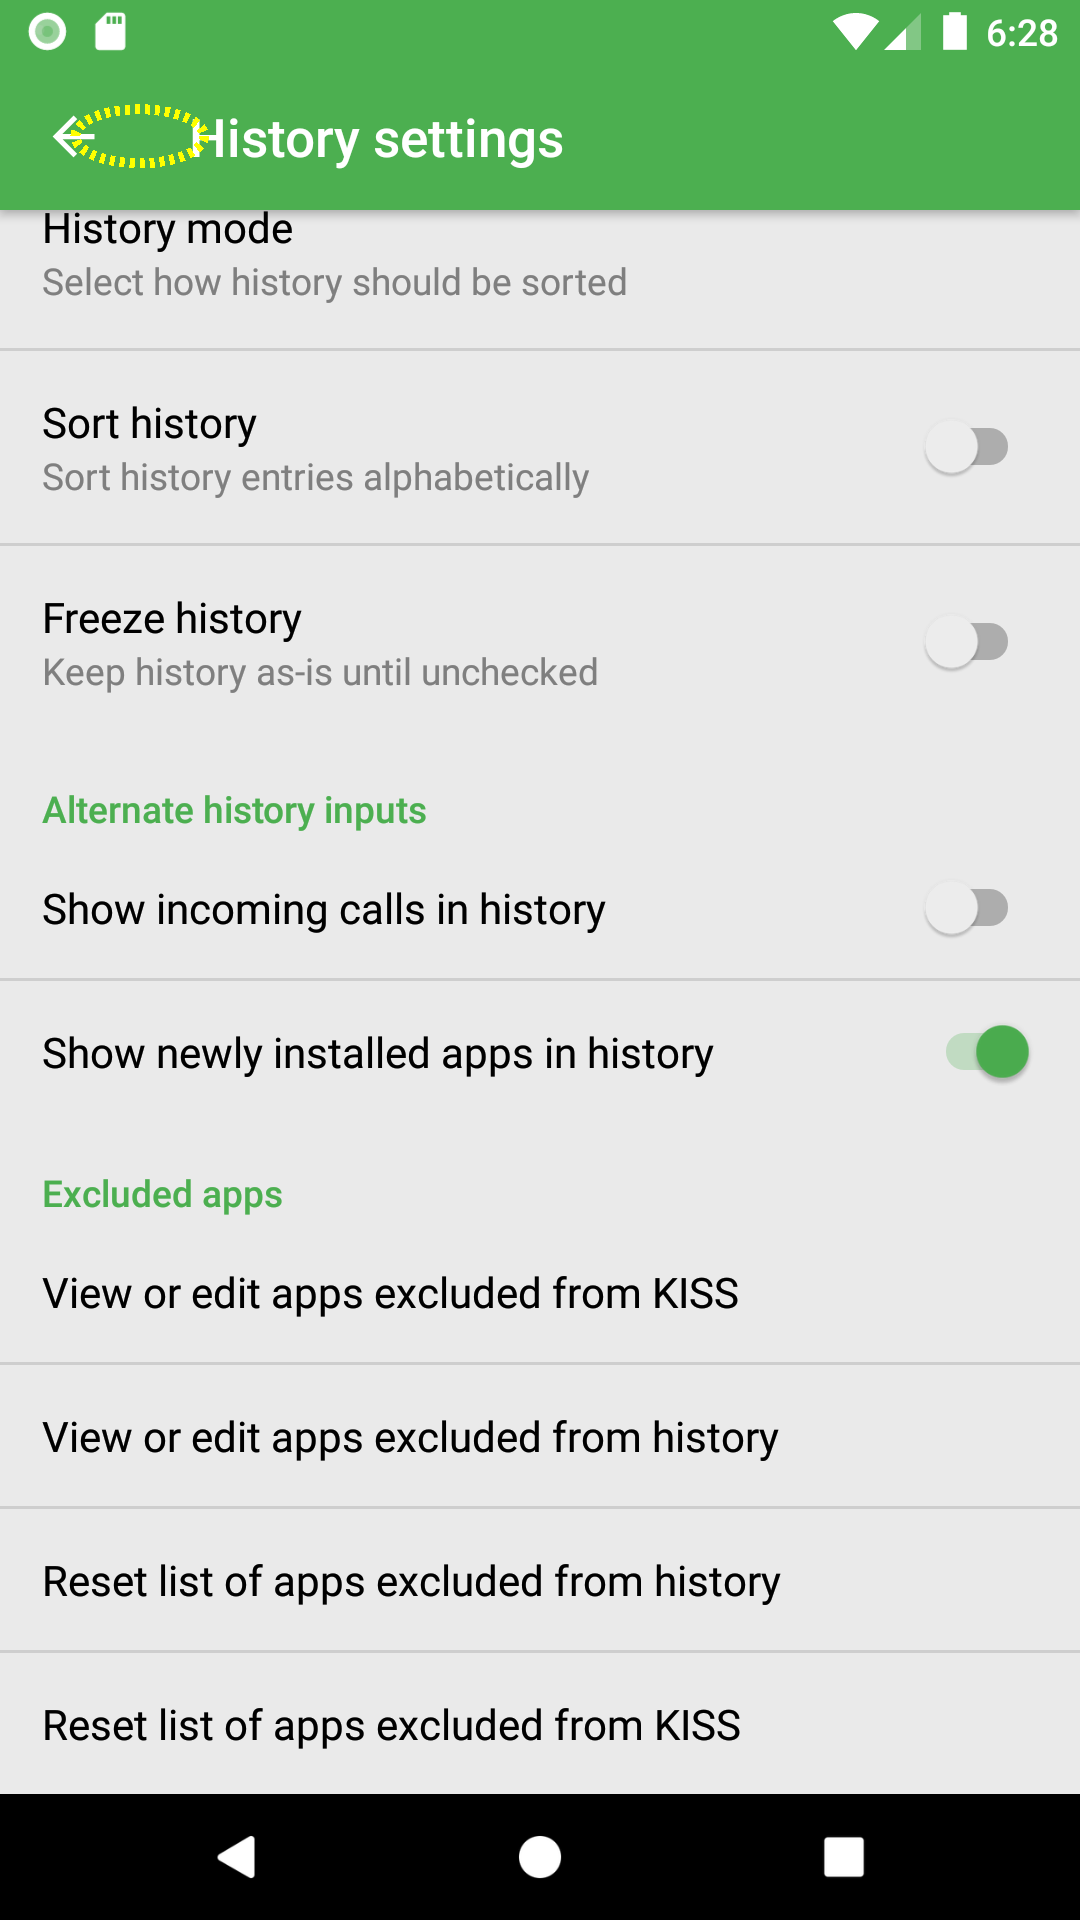 6:28
History settings
History mode
Select how history should be sorted
Sort history
Sort history entries alphabetically
Freeze history
Keep history as-is until unchecked
Alternate history inputs
Show incoming calls in history
Show newly installed apps in history
Excluded apps
View or edit apps excluded from KISS
View or edit apps excluded from history
Reset list of apps excluded from history
Reset list of apps excluded from KISS